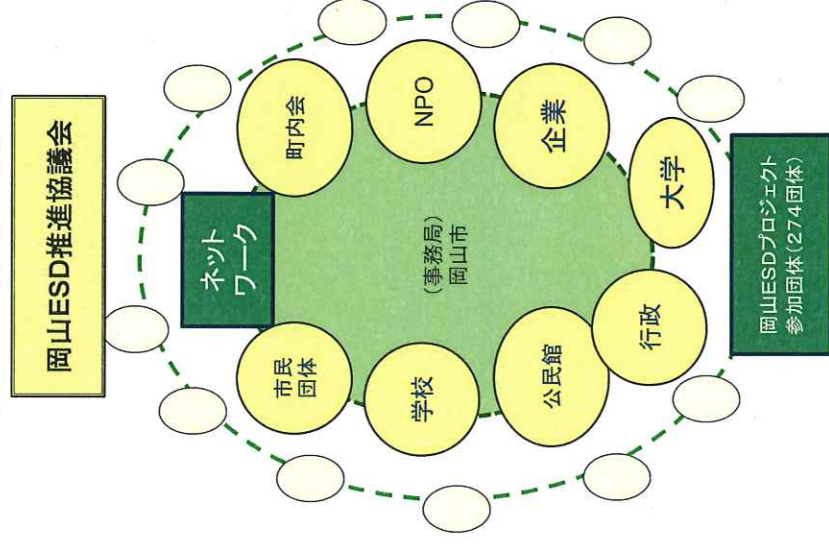 岡山ESD推進協議会
ネット
ワーク
市民
団体
町内会
学校
NPO
(事務局)
岡山市
公民館
企業
行政
大学
岡山ESDプロジェクト
参加団体(274団体)